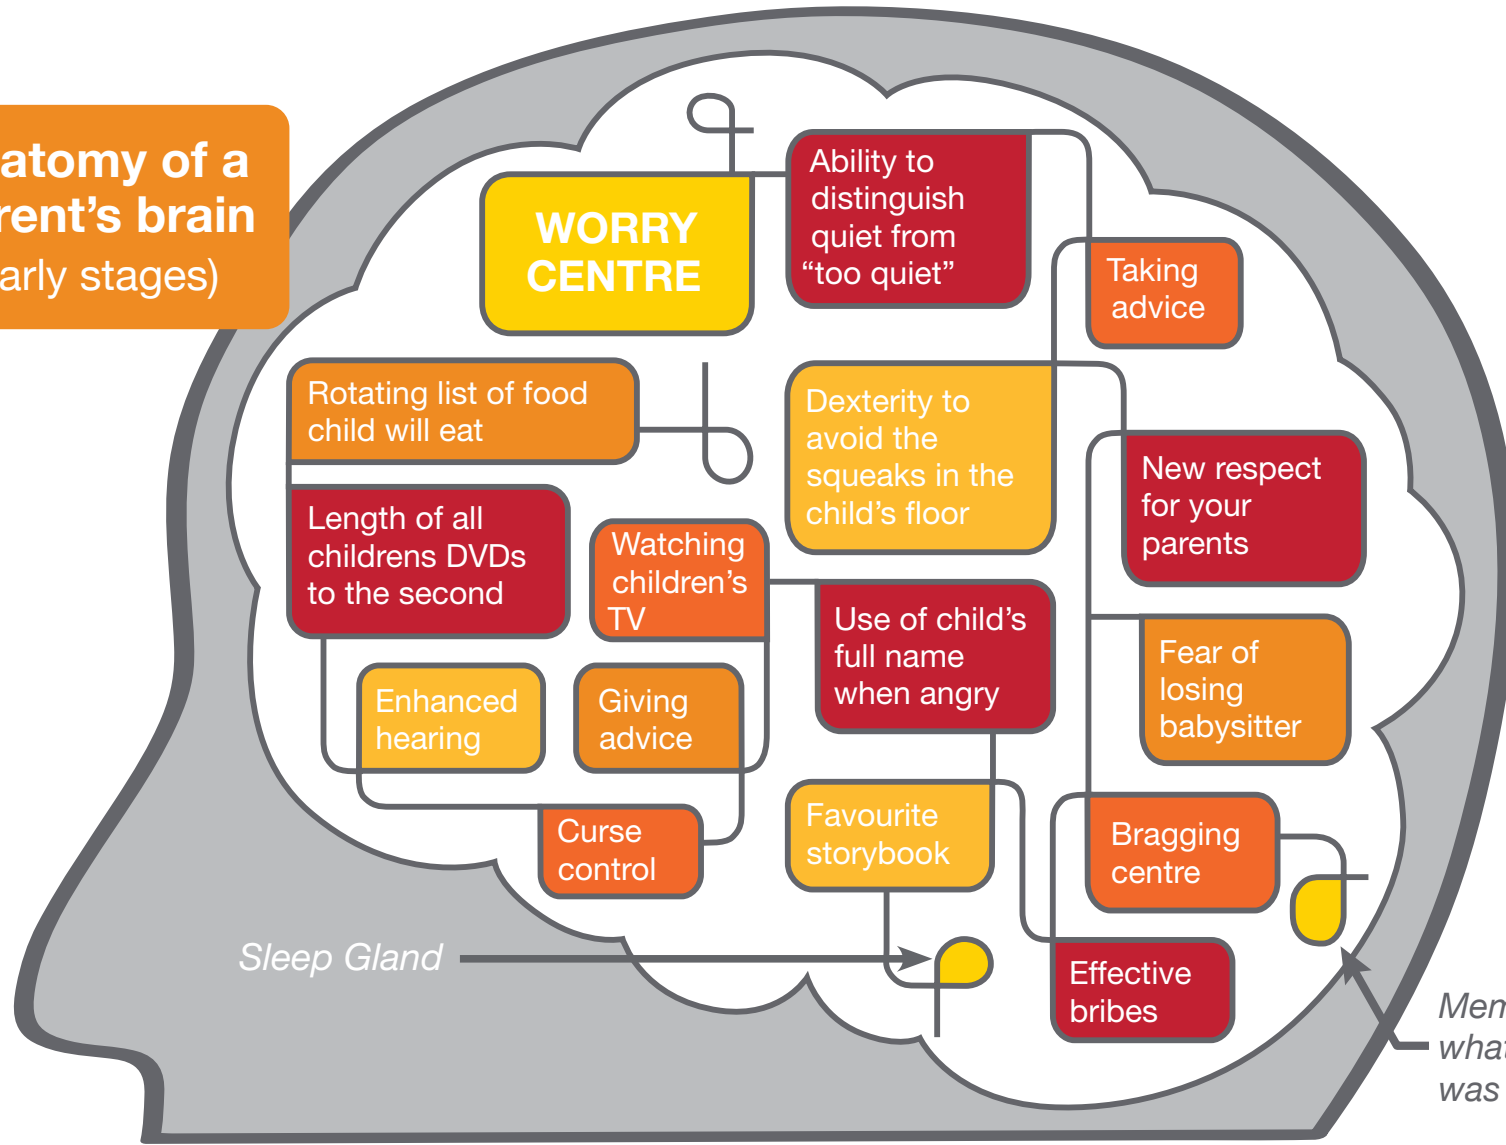 atomy of a
rent's brain
arly stages)
WORRY
CENTRE
Ability to
distinguish
quiet from
“too quiet”
Taking
advice
Rotating list of food
child will eat
Dexterity to
avoid the
squeaks in the
child’s floor
New respect
for your
parents
Length of all
childrens DVDs
to the second
Watching
children’s
TV
Use of child’s
full name
when angry
Fear of
losing
babysitter
Enhanced
hearing
Giving
advice
Curse
control
Favourite
storybook
Bragging
centre
Sleep Gland
Effective
bribes
Mem
what
was